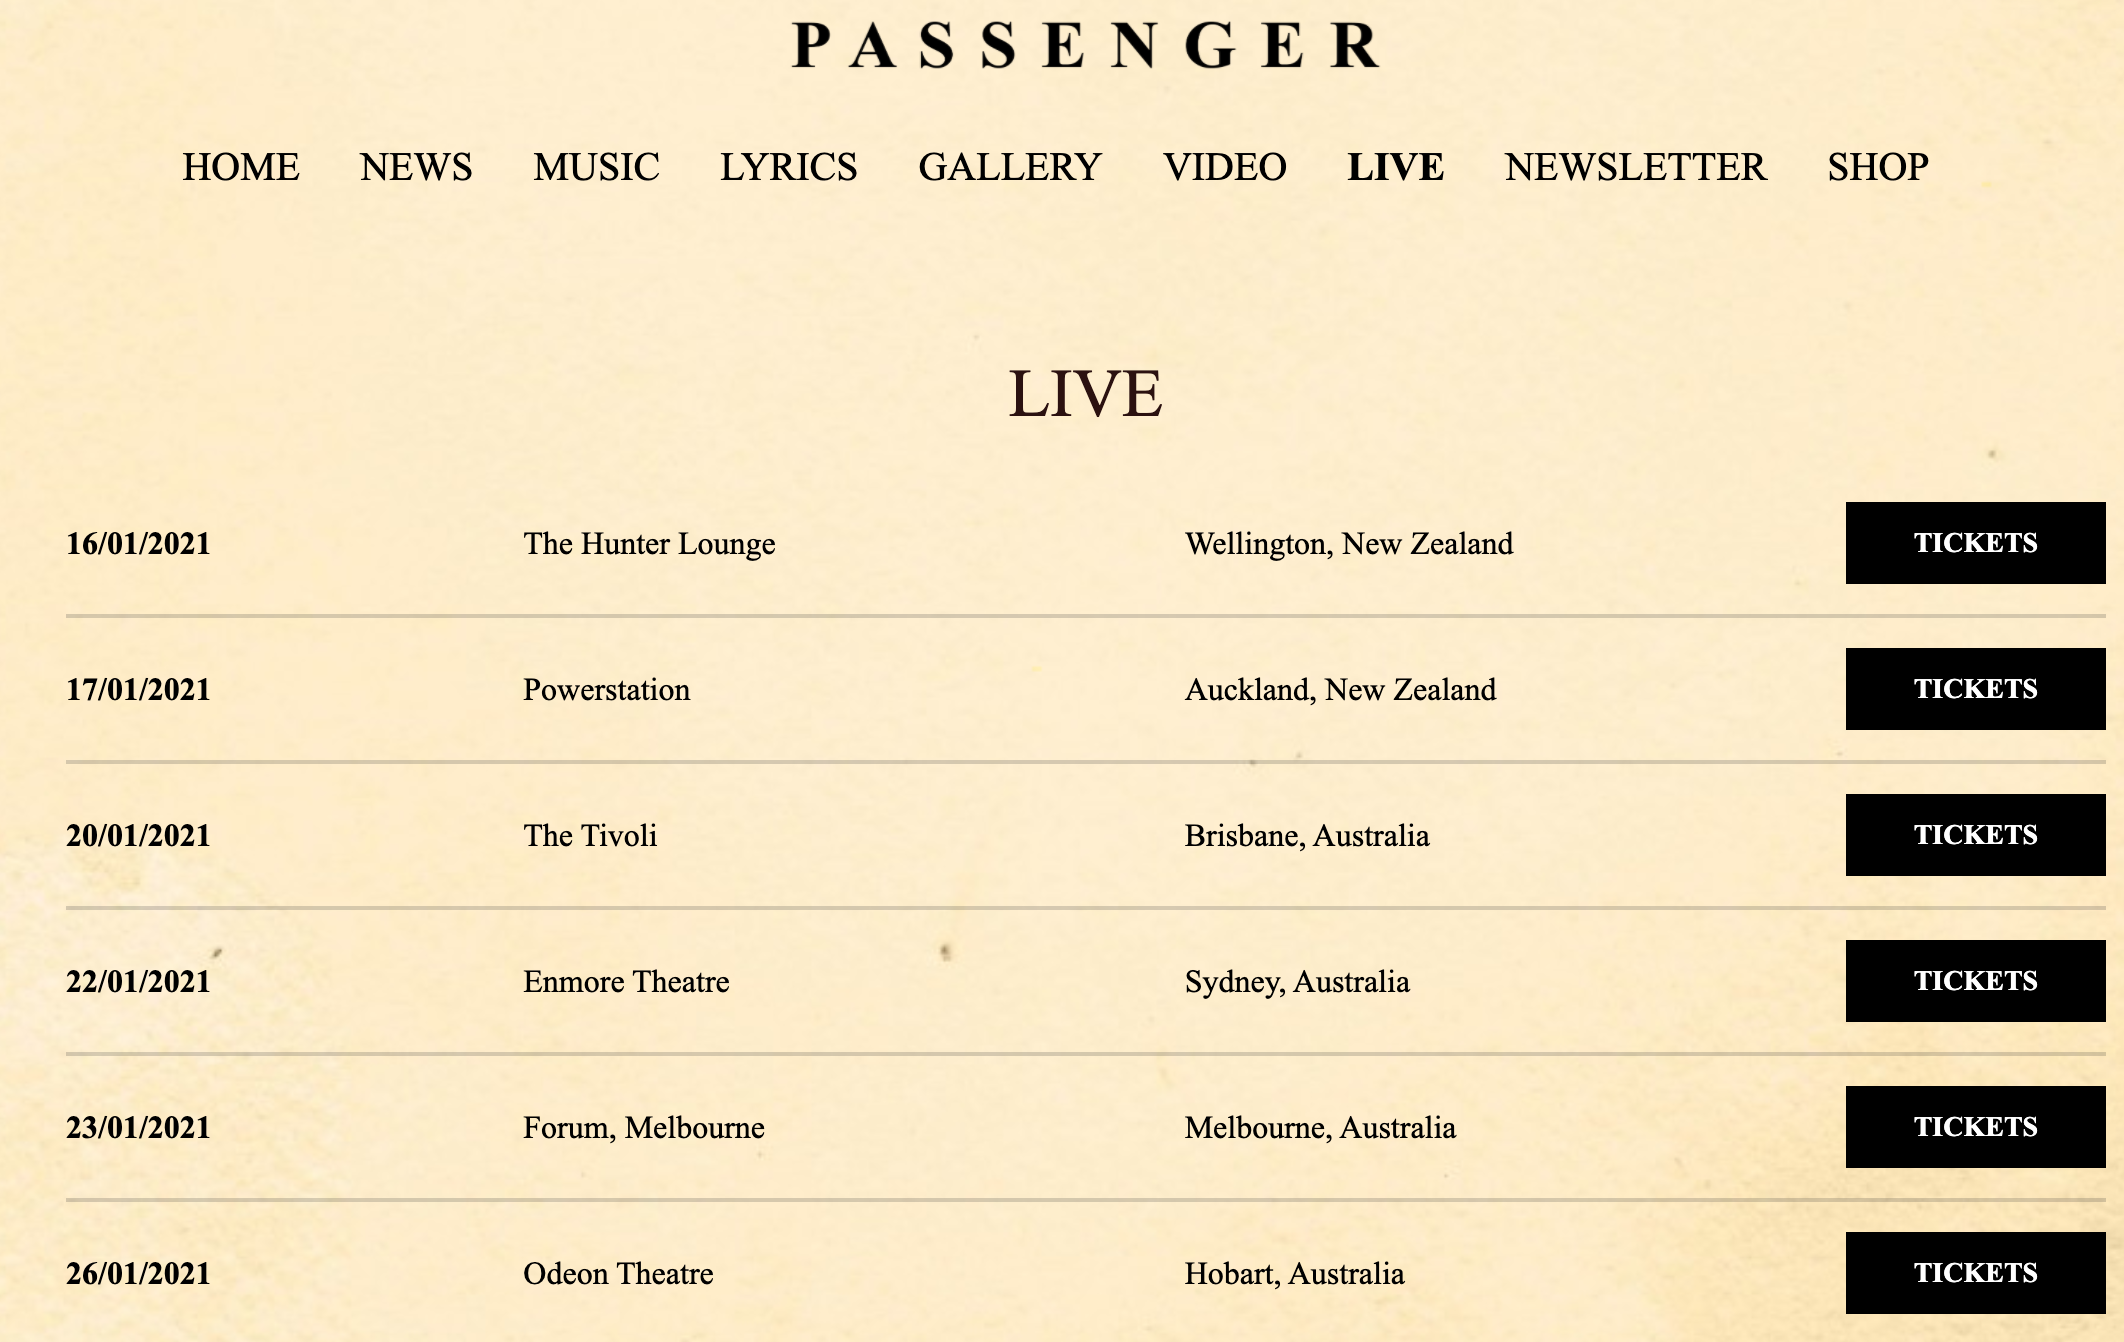 PASSENGER
HOME NEWS MUSIC LYRICS GALLERY VIDEO LIVE NEWSLETTER SHOP
LIVE
16/01/2021 The Hunter Lounge Wellington, New Zealand TICKETS
17/01/2021 Powerstation Auckland, New Zealand TICKETS
20/01/2021 The Tivoli Brisbane, Australia TICKETS
22/01/2021 Enmore Theatre Sydney, Australia TICKETS
23/01/2021 Forum, Melbourne Melbourne, Australia TICKETS
26/01/2021 Odeon Theatre Hobart, Australia TICKETS